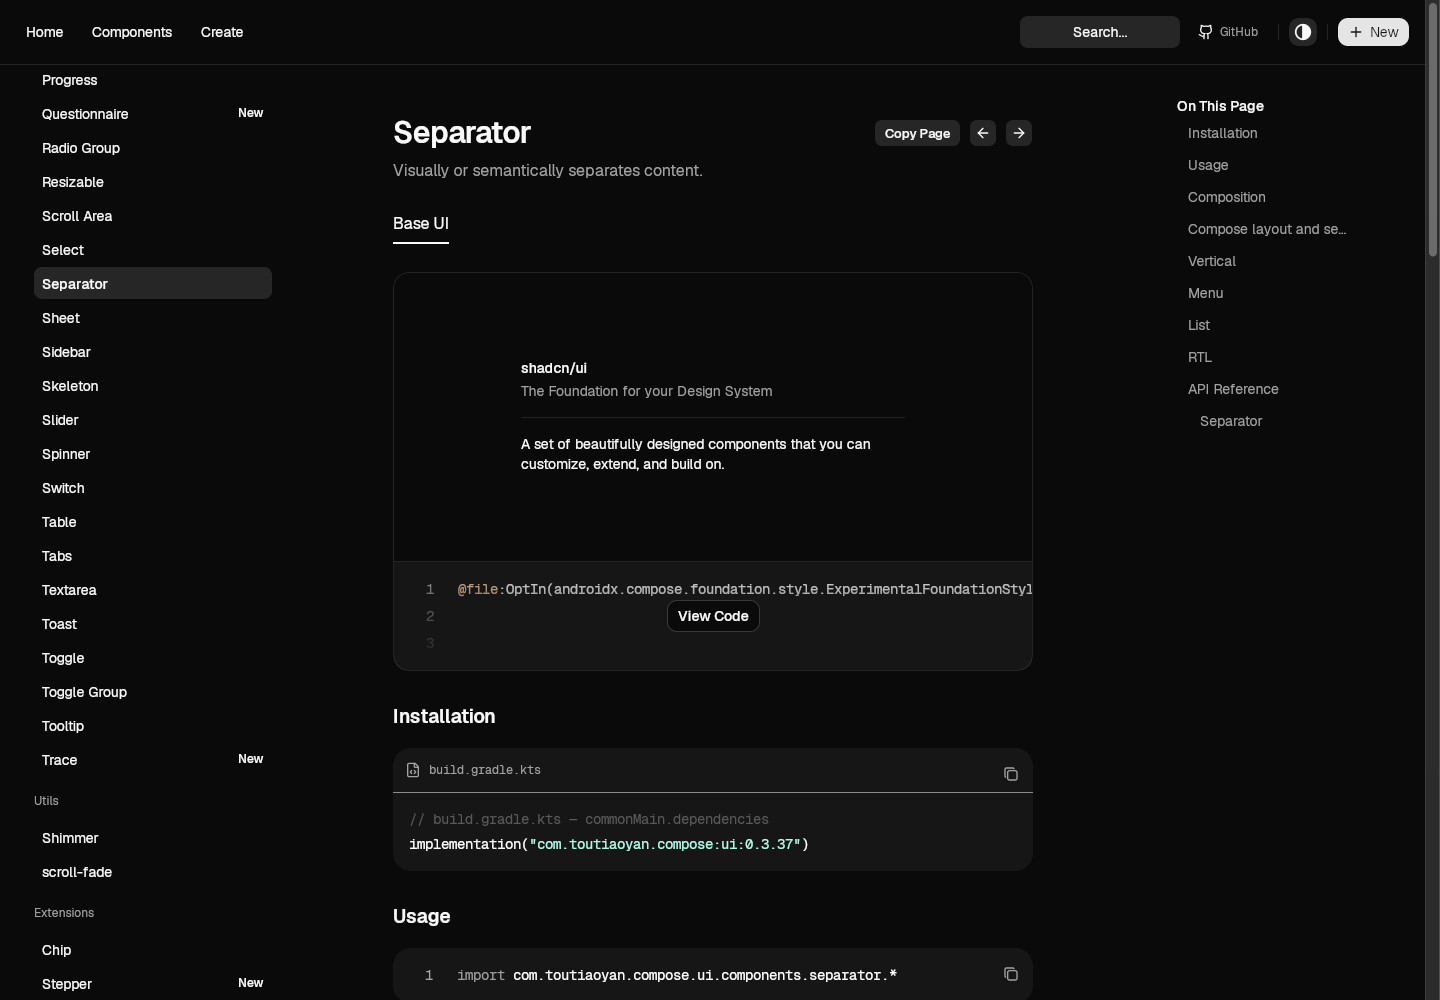 Home
Components
Create
Search...
GitHub
New
Progress
Questionnaire New
Radio Group
Resizable
Scroll Area
Select
Separator
Sheet
Sidebar
Skeleton
Slider
Spinner
Switch
Table
Tabs
Textarea
Toast
Toggle
Toggle Group
Tooltip
Trace New
Utils
Shimmer
scroll-fade
Extensions
Chip
Stepper New
Separator
Copy Page
Visually or semantically separates content.
Base UI
shadcn/ui
The Foundation for your Design System
A set of beautifully designed components that you can
customize, extend, and build on.
1 @file:OptIn(androidx.compose.foundation.style.ExperimentalFoundationStyl
2
View Code
3
Installation
build.gradle.kts
// build.gradle.kts — commonMain.dependencies
implementation("com.toutiaoyan.compose:ui:0.3.37")
Usage
1 import com.toutiaoyan.compose.ui.components.separator.*
On This Page
Installation
Usage
Composition
Compose layout and se…
Vertical
Menu
List
RTL
API Reference
Separator